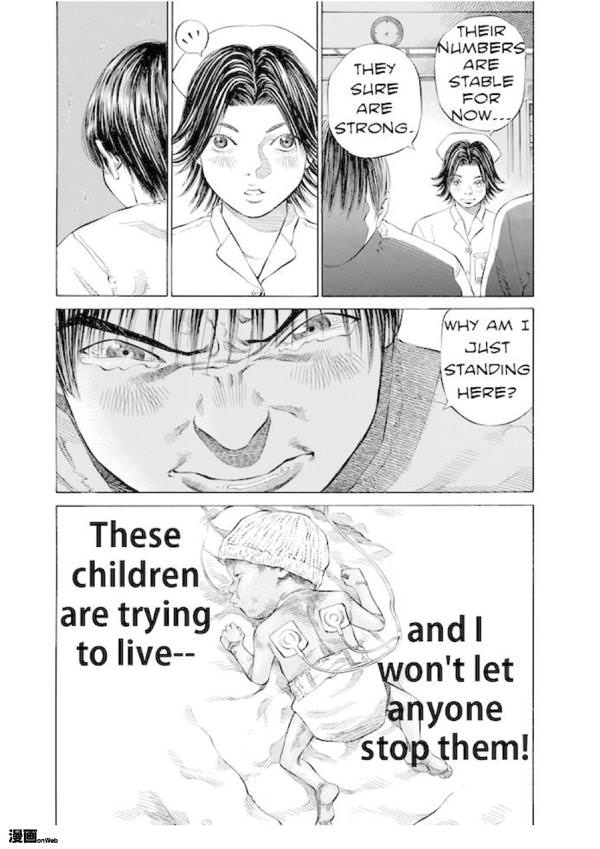 THEIR
NUMBERS
ARE
STABLE
FOR
NOW...
THEY
SURE
ARE
STRONG.
WHY AM I
JUST
STANDING
HERE?
These
children
are trying
to live--
and I
won't let
anyone
stop them!
漫画onWeb